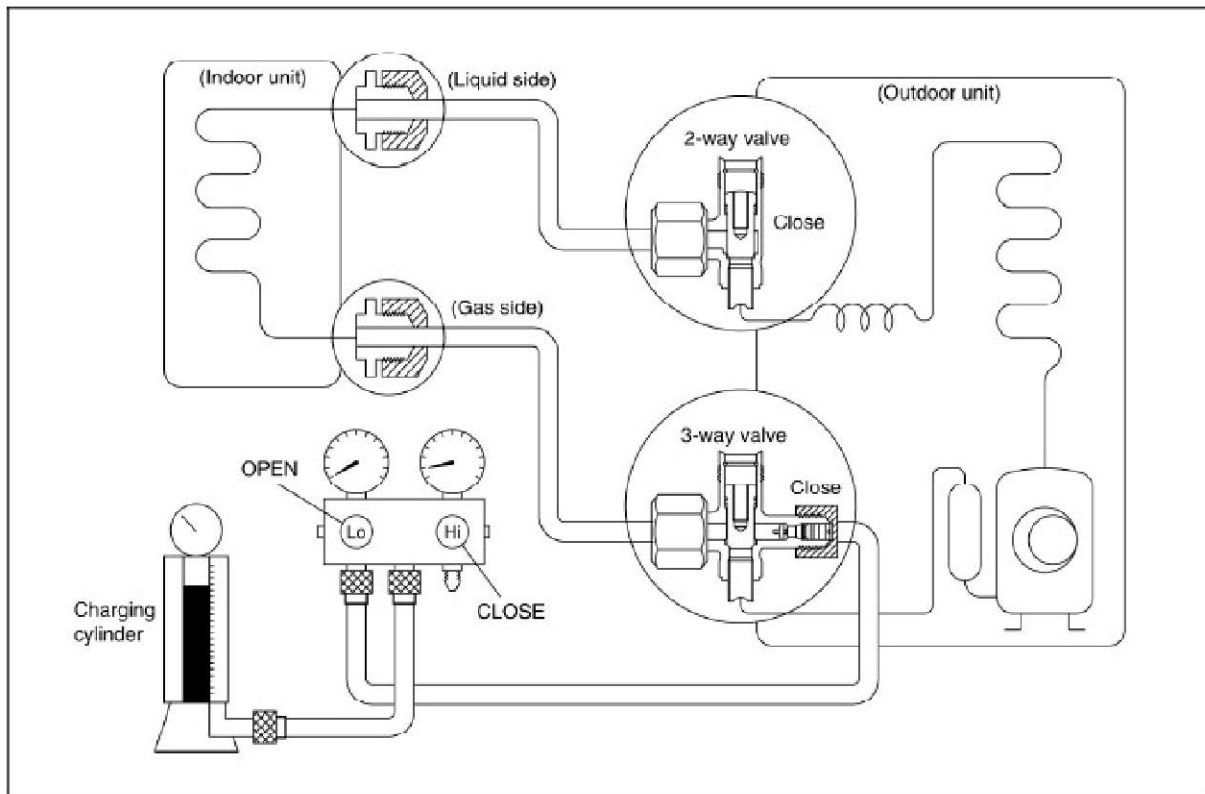 (Indoor unit)
(Liquid side)
(Outdoor unit)
2-way valve
Close
(Gas side)
3-way valve
Close
OPEN
Lo
Hi
CLOSE
Charging
cylinder